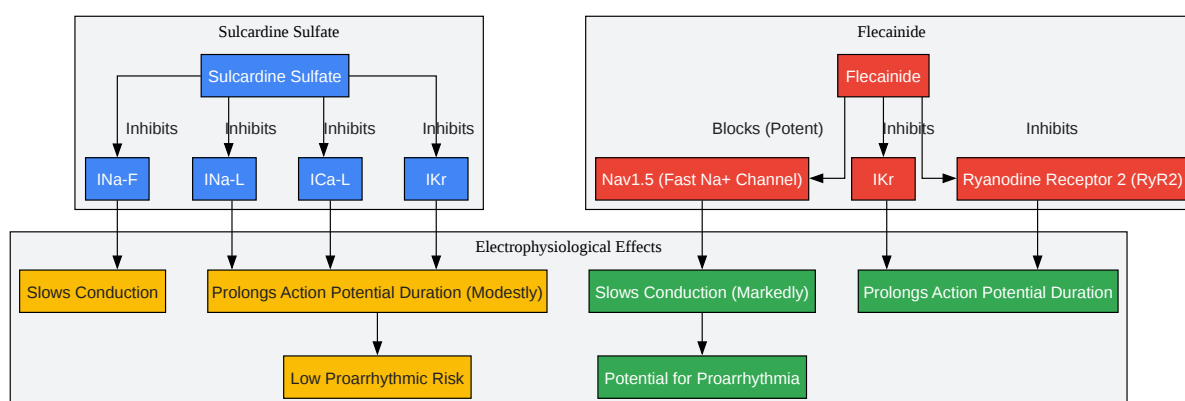 Sulcardine Sulfate
Flecainide
Sulcardine Sulfate
Flecainide
Inhibits
Inhibits
Inhibits
Inhibits
Blocks (Potent)
Inhibits
Inhibits
INa-F
INa-L
ICa-L
IKr
Nav1.5 (Fast Na+ Channel)
IKr
Ryanodine Receptor 2 (RyR2)
Electrophysiological Effects
Slows Conduction
Prolongs Action Potential Duration (Modestly)
Slows Conduction (Markedly)
Prolongs Action Potential Duration
Low Proarrhythmic Risk
Potential for Proarrhythmia